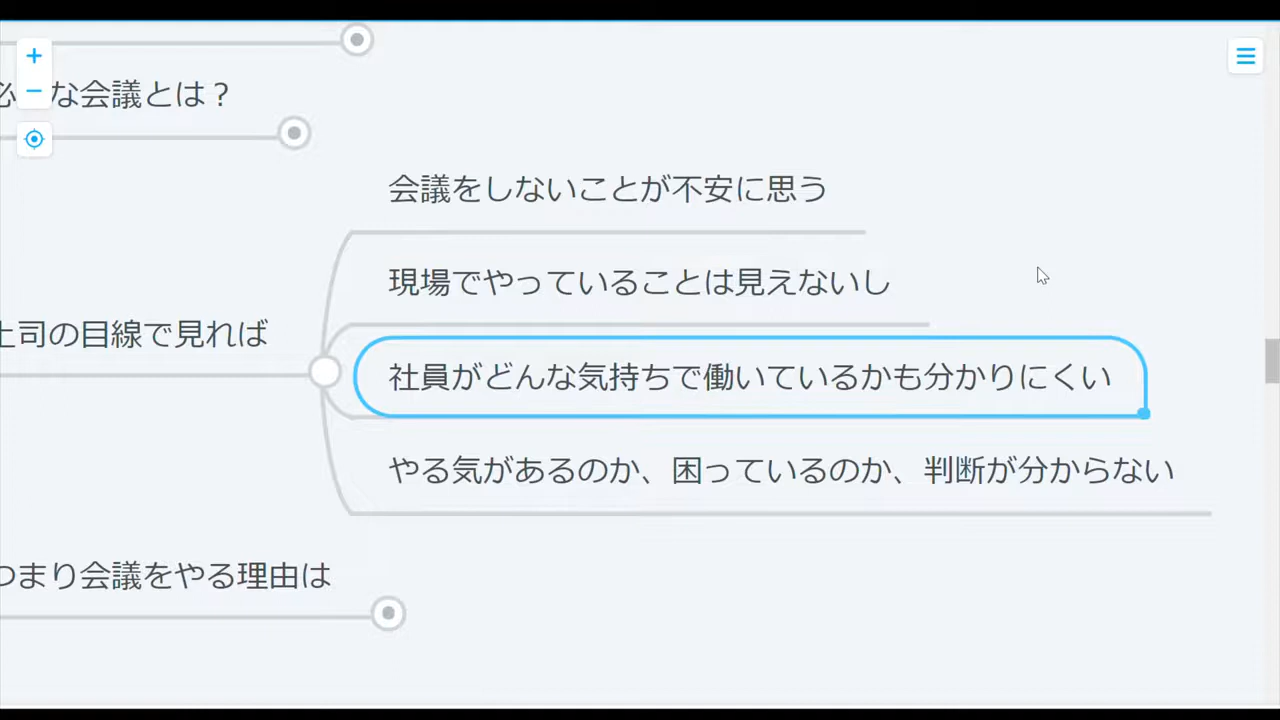 な会議とは？
会議をしないことが不安に思う
現場でやっていることは見えないし
上司の目線で見れば
社員がどんな気持ちで働いているかも分かりにくい
やる気があるのか、困っているのか、判断が分からない
つまり会議をやる理由は